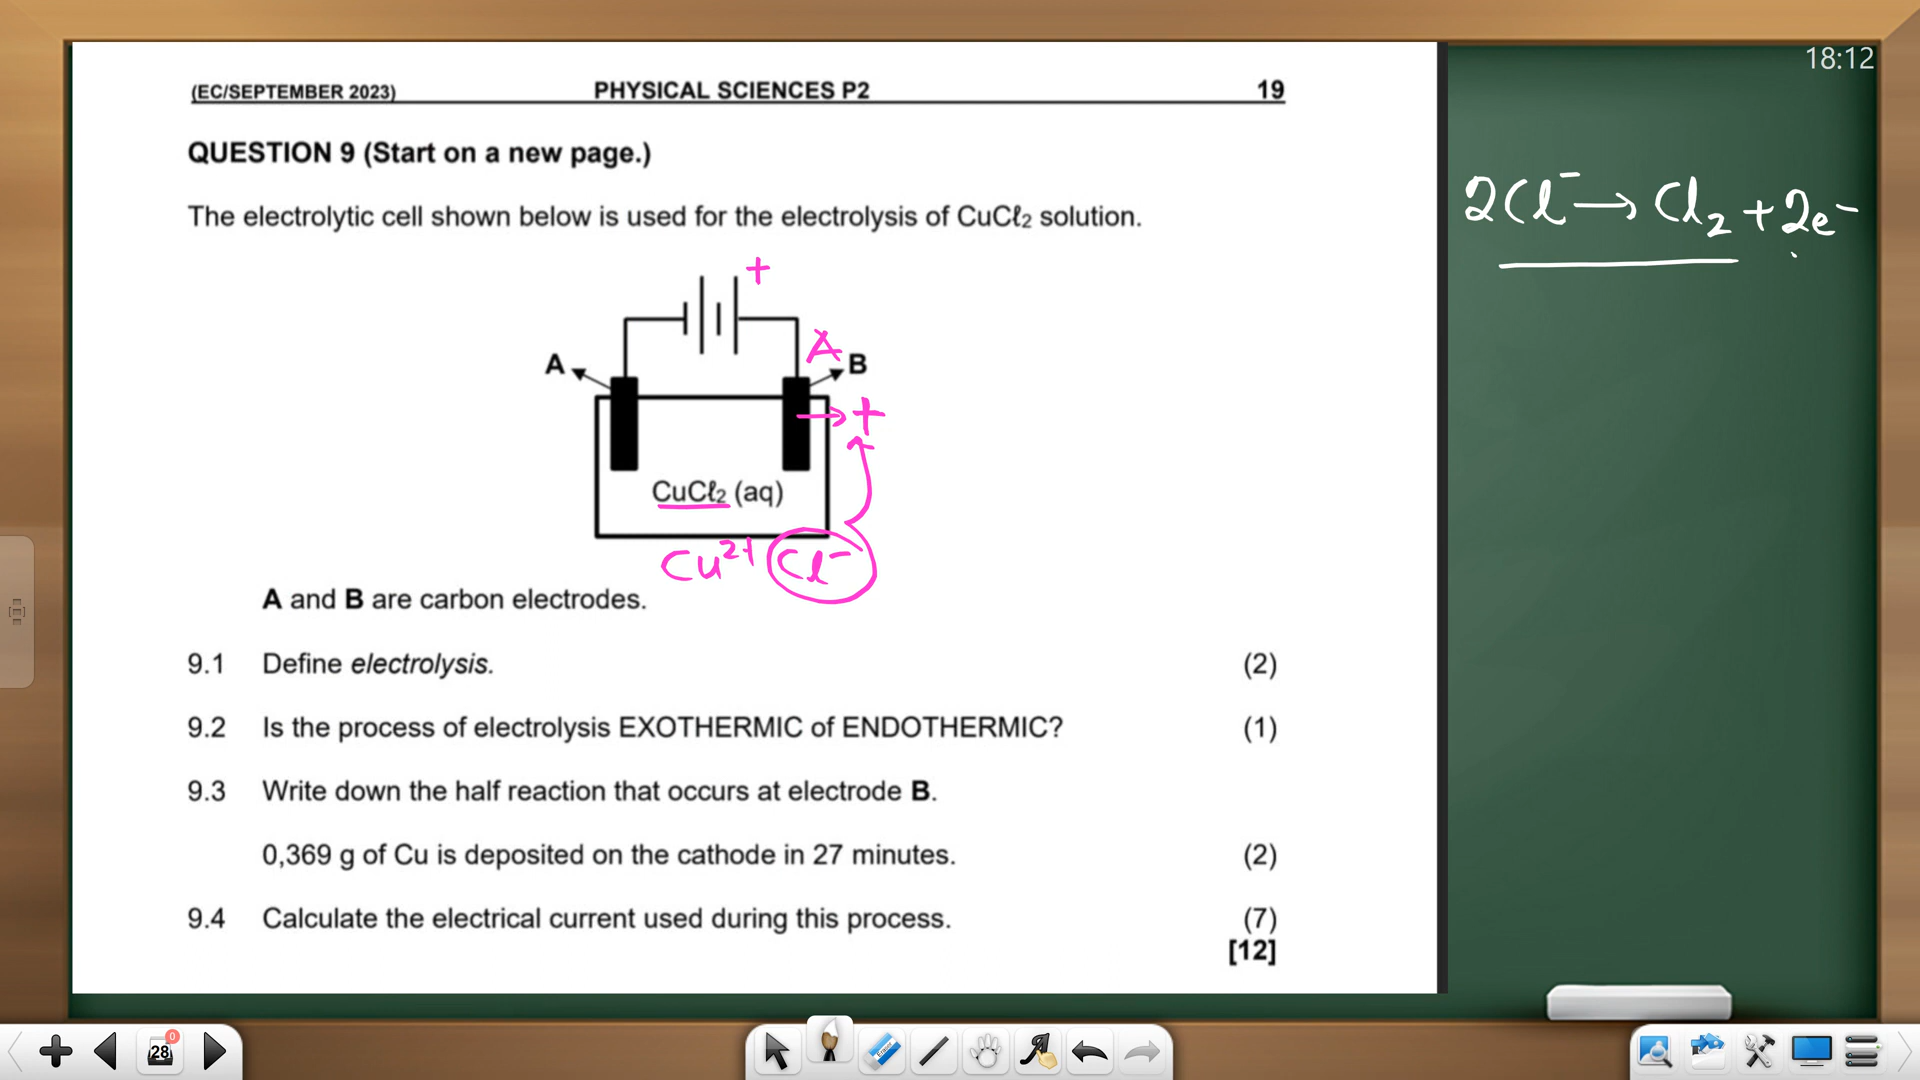 18:12
(EC/SEPTEMBER 2023) PHYSICAL SCIENCES P2 19
QUESTION 9 (Start on a new page.)
The electrolytic cell shown below is used for the electrolysis of CuCℓ₂ solution.
2Cl⁻ → Cl₂ + 2e⁻
+
A A B
+
CuCℓ₂ (aq)
Cu²⁺ Cl⁻
A and B are carbon electrodes.
9.1 Define electrolysis. (2)
9.2 Is the process of electrolysis EXOTHERMIC of ENDOTHERMIC? (1)
9.3 Write down the half reaction that occurs at electrode B.
0,369 g of Cu is deposited on the cathode in 27 minutes. (2)
9.4 Calculate the electrical current used during this process. (7)
[12]
28
0
Eraser